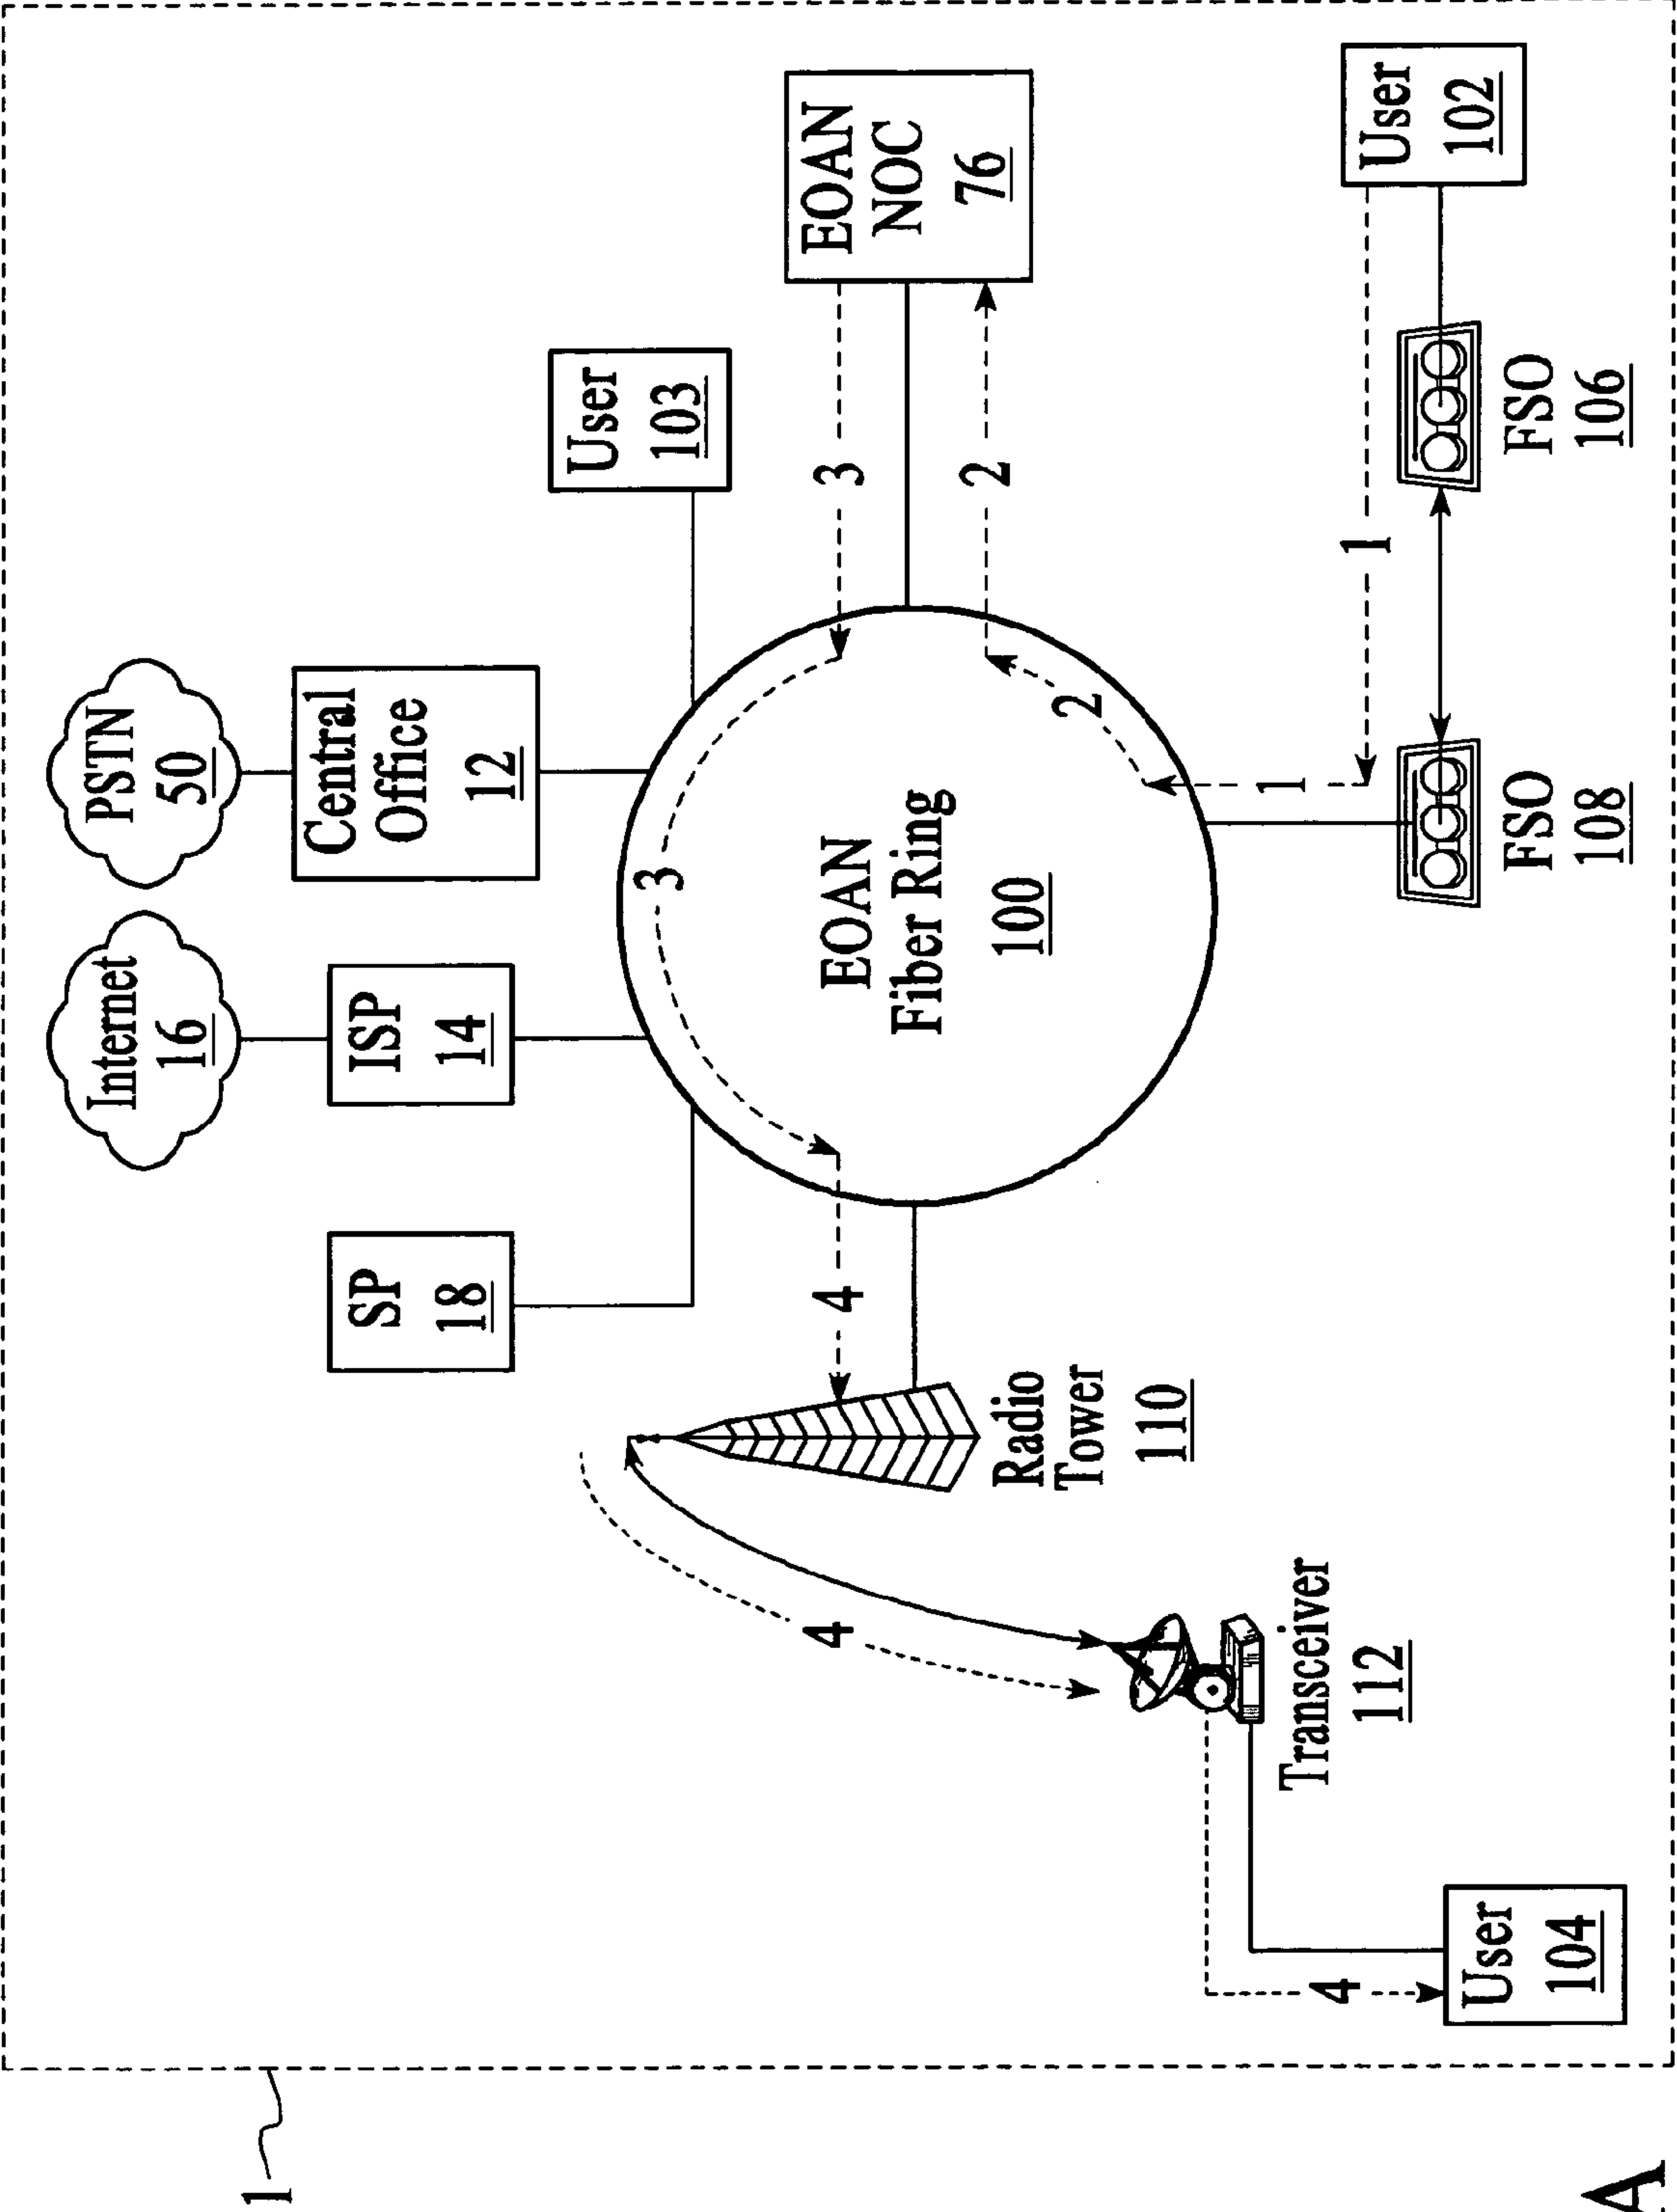 1
PSTN
50
Internet
16
Central
Office
12
ISP
14
SP
18
User
103
EOAN
NOC
76
3
3
2
2
EOAN
Fiber Ring
100
4
Radio
Tower
110
4
Transceiver
112
4
User
104
1
1
FSO
108
FSO
106
User
102
A